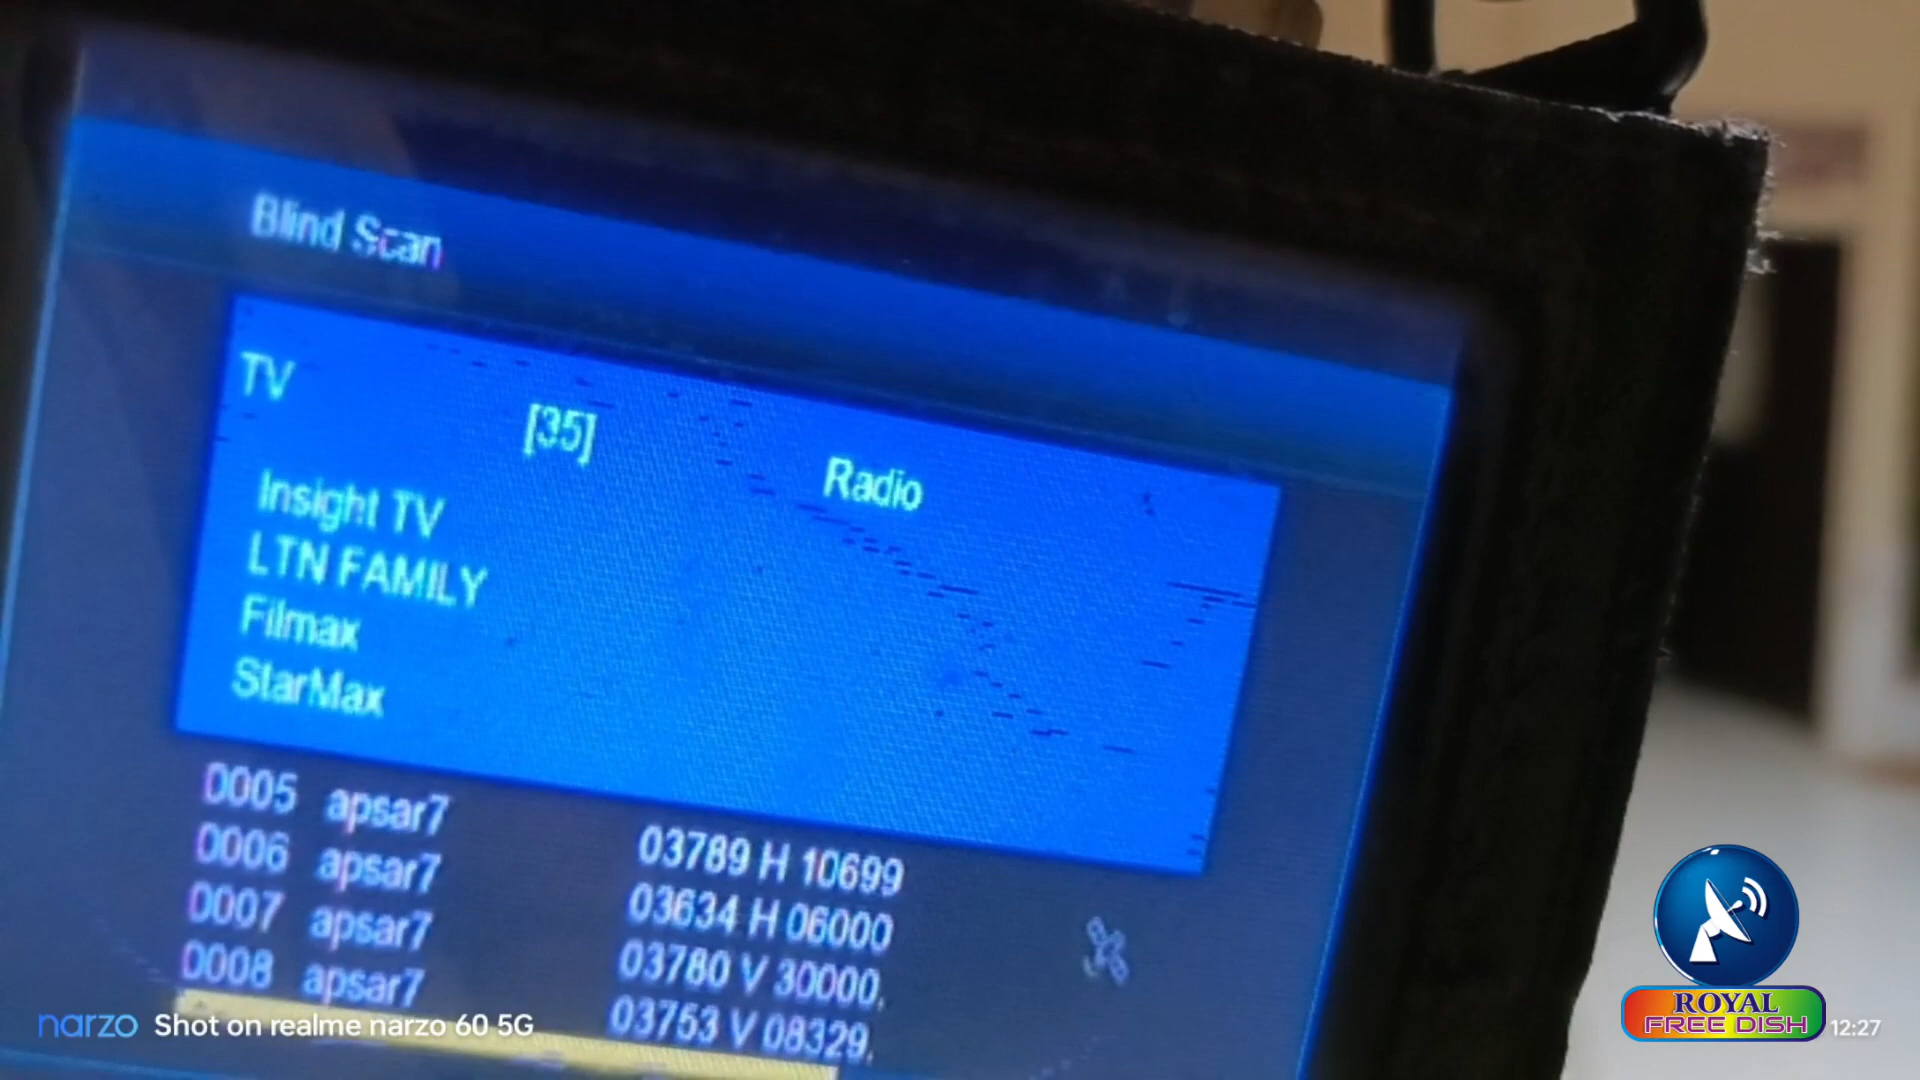 Blind Scan
TV [35] Radio
Insight TV
LTN FAMILY
Filmax
StarMax
0005 apsar7 03789 H 10699
0006 apsar7 03634 H 06000
0007 apsar7 03780 V 30000,
0008 apsar7 03753 V 08329,
narzo Shot on realme narzo 60 5G
ROYAL
FREE DISH
12:27